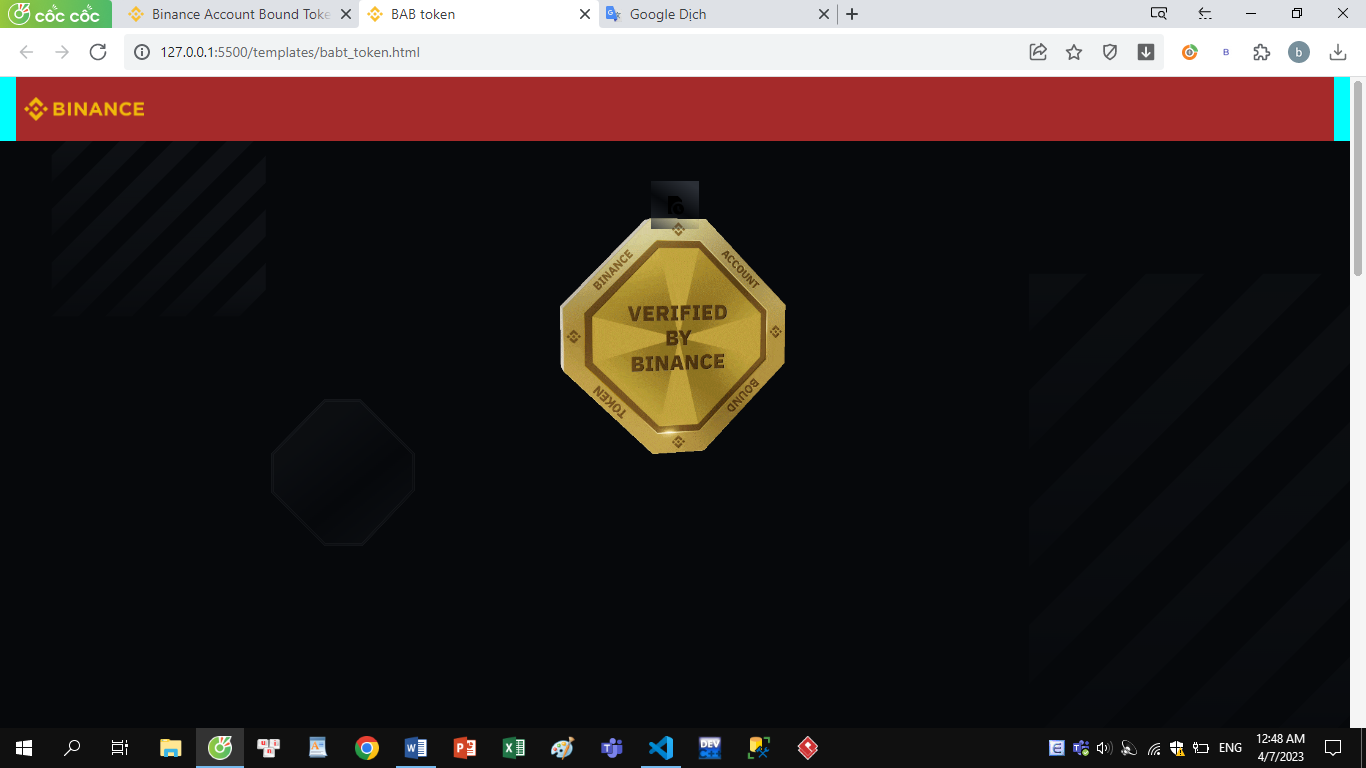 cốc cốc
Binance Account Bound Toke
BAB token
Google Dịch
127.0.0.1:5500/templates/babt_token.html
B
b
BINANCE
BINANCE
ACCOUNT
VERIFIED
BY
BINANCE
TOKEN
BOUND
DEV
C++
ENG
12:48 AM
4/7/2023